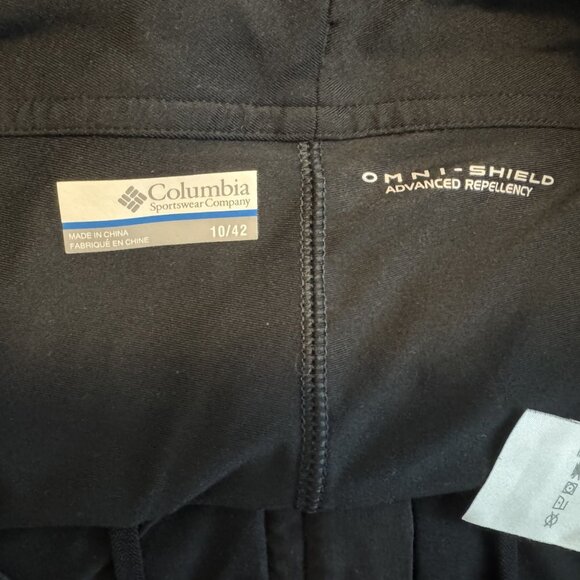 Columbia
Sportswear Company
MADE IN CHINA
FABRIQUÉ EN CHINE
10/42
OMNI-SHIELD
ADVANCED REPELLENCY